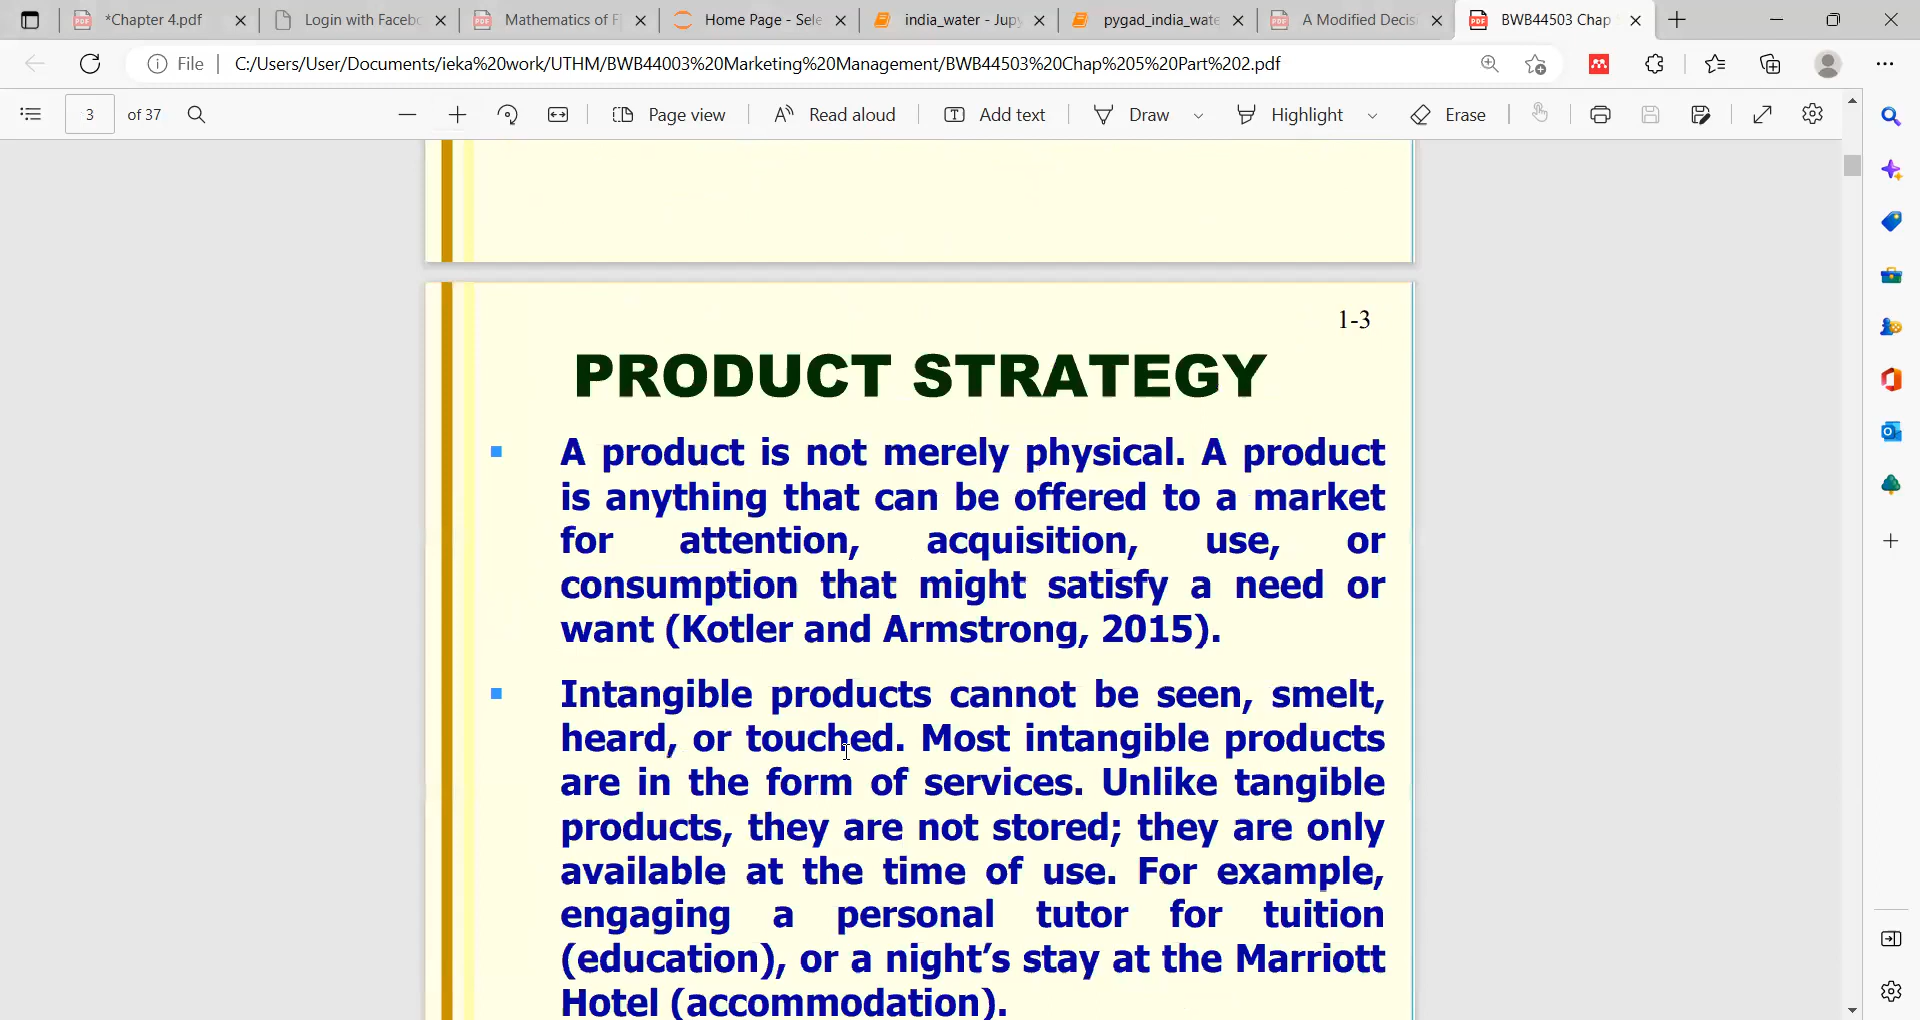 *Chapter 4.pdf
Login with Facebo
Mathematics of F
Home Page - Sele
india_water - Jupy
pygad_india_wate
A Modified Decisi
BWB44503 Chap
File
C:/Users/User/Documents/ieka%20work/UTHM/BWB44003%20Marketing%20Management/BWB44503%20Chap%205%20Part%202.pdf
3 of 37
Page view
Read aloud
Add text
Draw
Highlight
Erase
1-3
PRODUCT STRATEGY
A product is not merely physical. A product
is anything that can be offered to a market
for attention, acquisition, use, or
consumption that might satisfy a need or
want (Kotler and Armstrong, 2015).
Intangible products cannot be seen, smelt,
heard, or touched. Most intangible products
are in the form of services. Unlike tangible
products, they are not stored; they are only
available at the time of use. For example,
engaging a personal tutor for tuition
(education), or a night's stay at the Marriott
Hotel (accommodation).